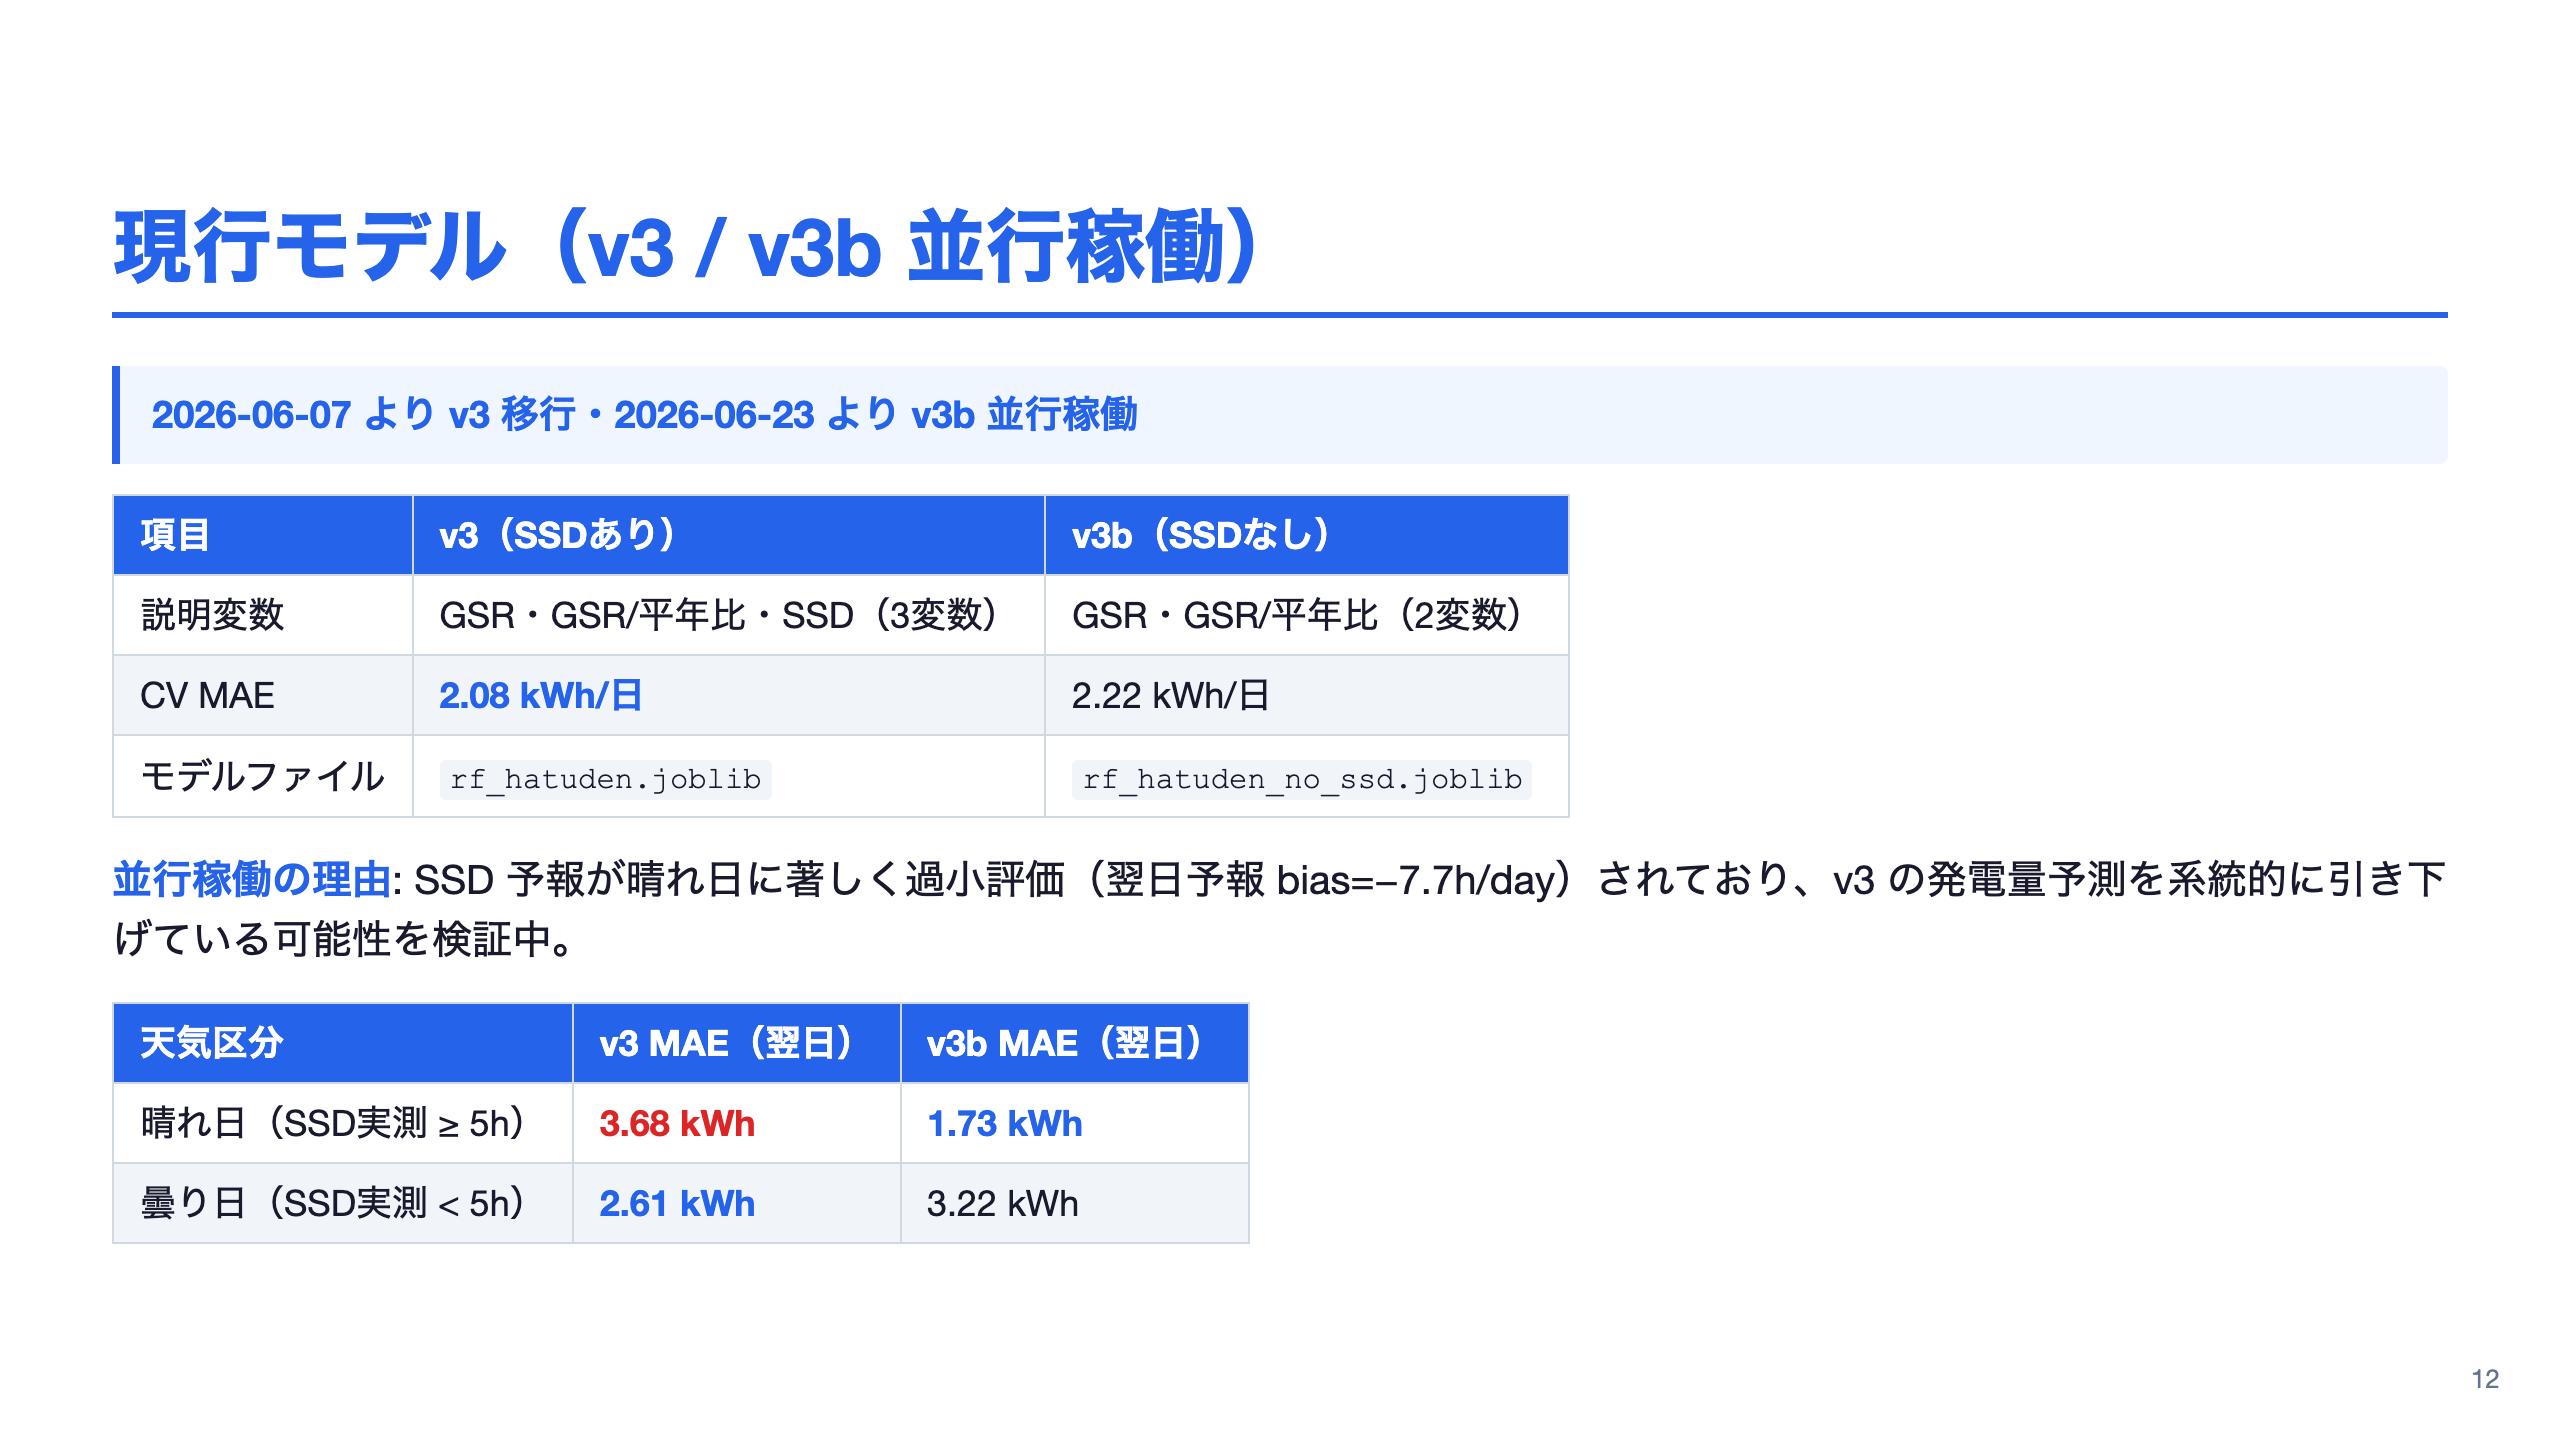 現行モデル（v3 / v3b 並行稼働）
2026-06-07 より v3 移行・2026-06-23 より v3b 並行稼働
項目 v3（SSDあり） v3b（SSDなし）
説明変数 GSR・GSR/平年比・SSD（3変数） GSR・GSR/平年比（2変数）
CV MAE 2.08 kWh/日 2.22 kWh/日
モデルファイル rf_hatuden.joblib rf_hatuden_no_ssd.joblib
並行稼働の理由: SSD 予報が晴れ日に著しく過小評価（翌日予報 bias=−7.7h/day）されており、v3 の発電量予測を系統的に引き下
げている可能性を検証中。
天気区分 v3 MAE（翌日） v3b MAE（翌日）
晴れ日（SSD実測 ≥ 5h） 3.68 kWh 1.73 kWh
曇り日（SSD実測 < 5h） 2.61 kWh 3.22 kWh
12